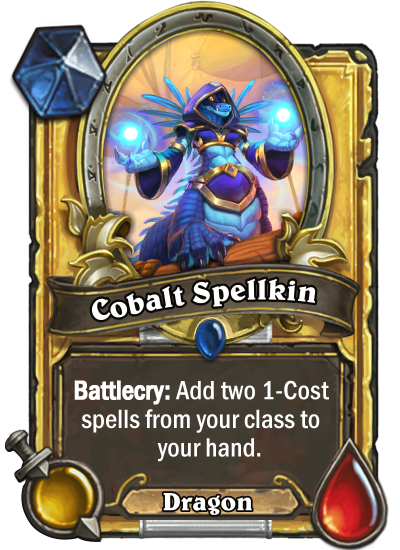 Cobalt Spellkin
Battlecry: Add two 1-Cost
spells from your class to
your hand.
Dragon